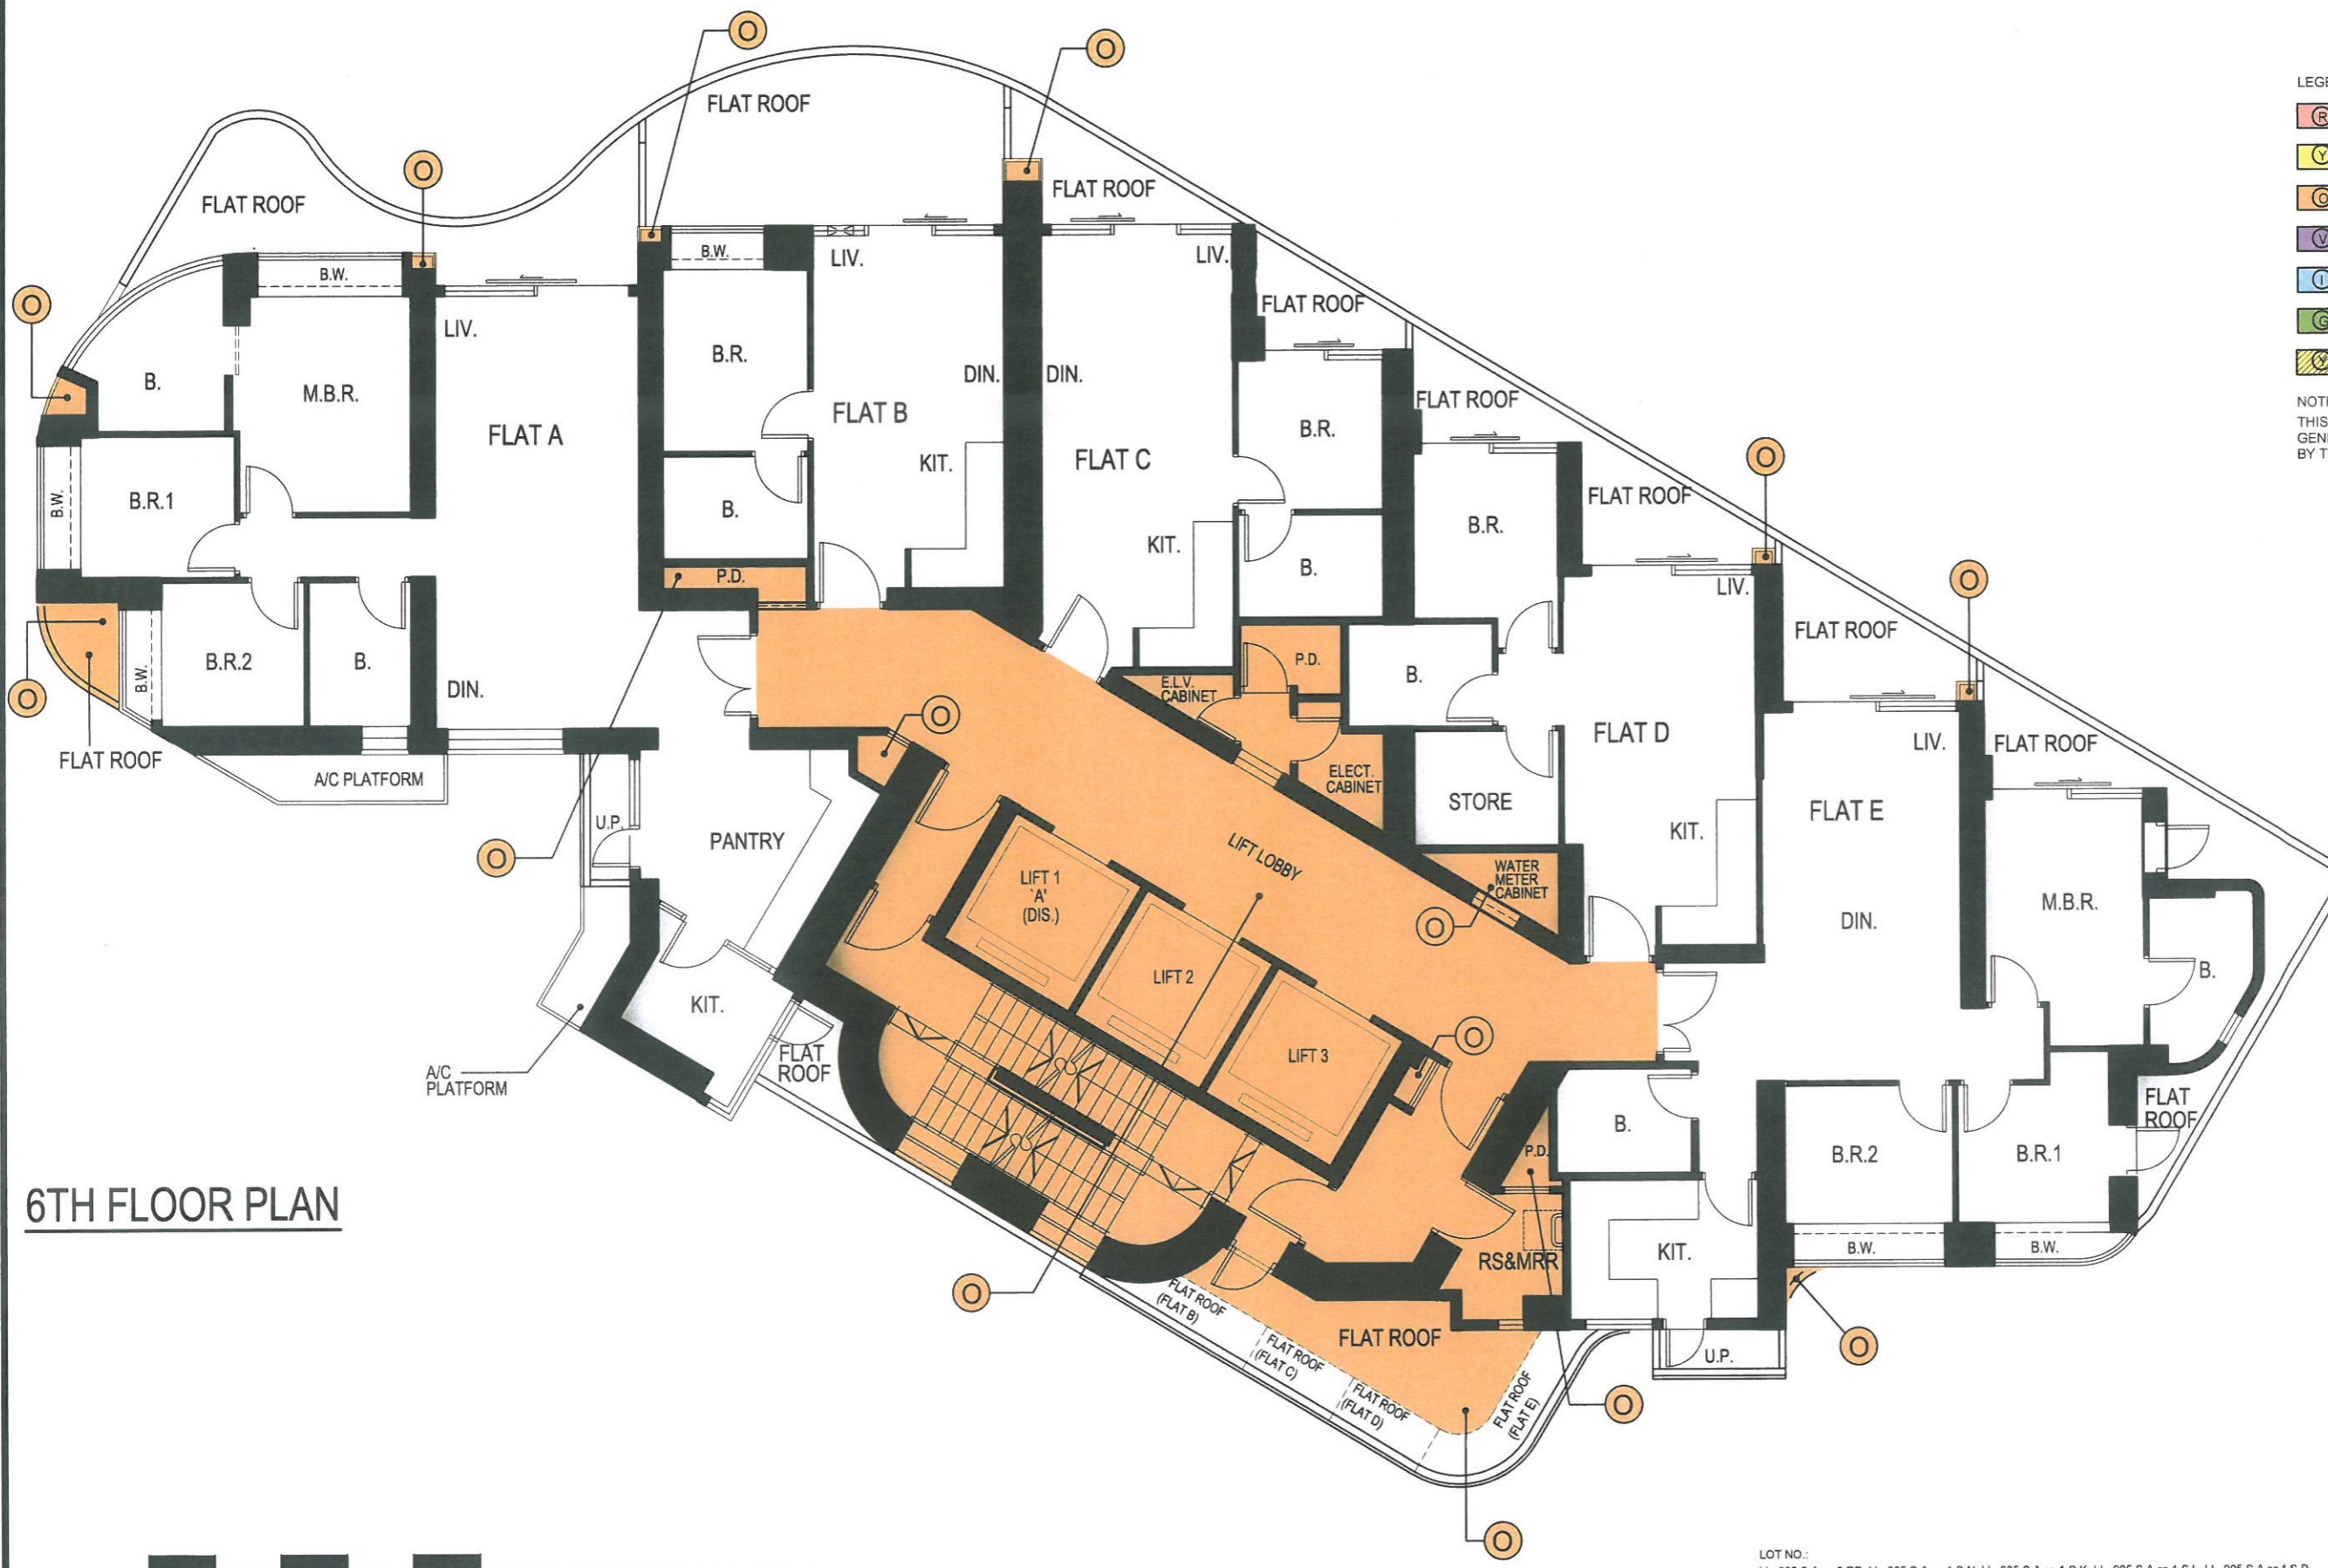 O
O
LEGE
FLAT ROOF
R
Y
O
FLAT ROOF
FLAT ROOF
O
V
I
G
Y
B.W.
B.W.
LIV.
LIV.
O
FLAT ROOF
LIV.
B.R.
B.
M.B.R.
DIN.
DIN.
FLAT ROOF
NOTE
THIS
GENE
BY T
FLAT A
FLAT B
B.R.
FLAT C
KIT.
O
B.W.
B.R.1
B.
FLAT ROOF
B.R.
KIT.
B.
P.D.
O
LIV.
FLAT ROOF
B.R.2
B.
P.D.
B.
O
B.W.
DIN.
E.L.V.
CABINET
O
FLAT D
LIV.
FLAT ROOF
FLAT ROOF
A/C PLATFORM
ELECT.
CABINET
STORE
FLAT E
U.P.
PANTRY
KIT.
O
LIFT LOBBY
LIFT 1
'A'
(DIS.)
WATER
METER
CABINET
M.B.R.
O
DIN.
LIFT 2
B.
KIT.
O
LIFT 3
FLAT
ROOF
A/C
PLATFORM
FLAT
ROOF
B.
P.D.
B.R.2
B.R.1
6TH FLOOR PLAN
RS&MRR
KIT.
B.W.
B.W.
O
FLAT ROOF
(FLAT B)
FLAT ROOF
(FLAT C)
FLAT ROOF
(FLAT D)
FLAT ROOF
FLAT ROOF
(FLAT E)
U.P.
O
O
O
LOT NO.: